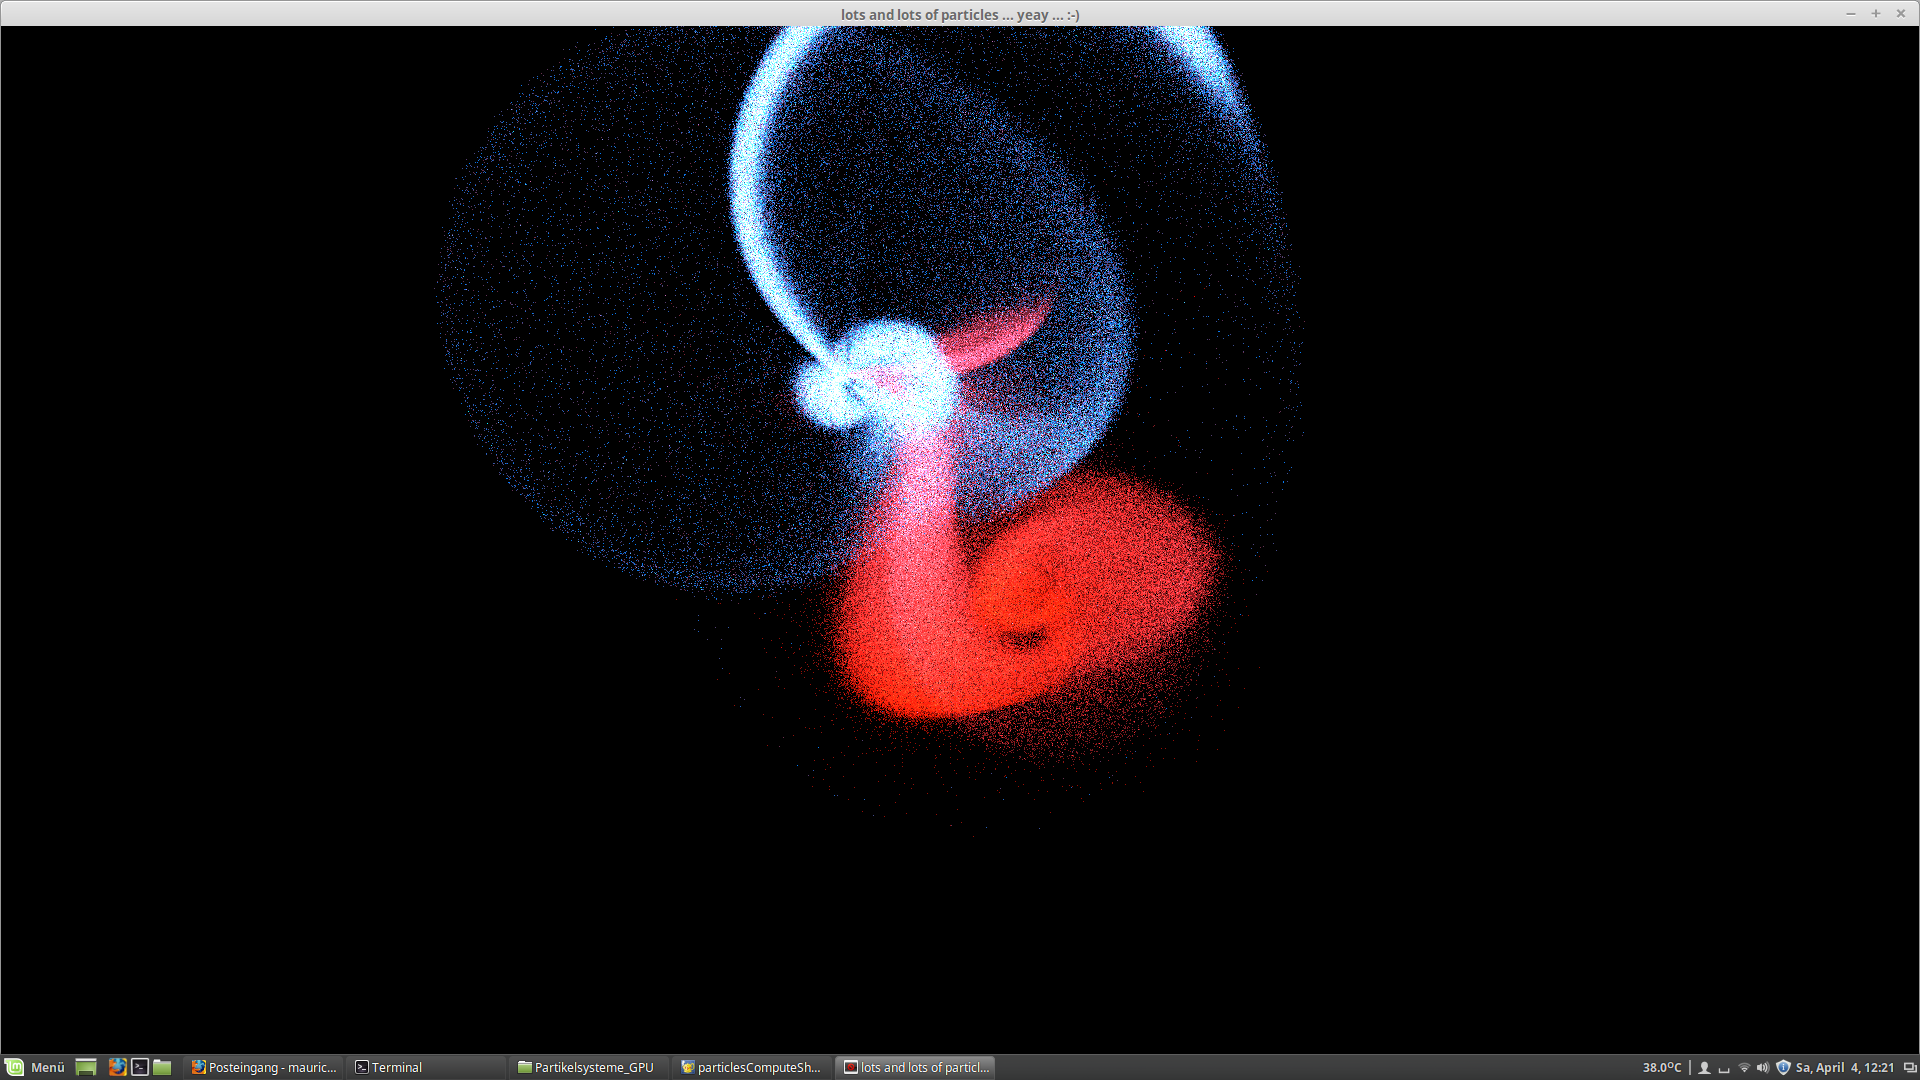 lots and lots of particles ... yeay ... :-)
Menü Posteingang - mauric... Terminal Partikelsysteme_GPU particlesComputeSh... lots and lots of particl... 38.0°C Sa, April 4, 12:21